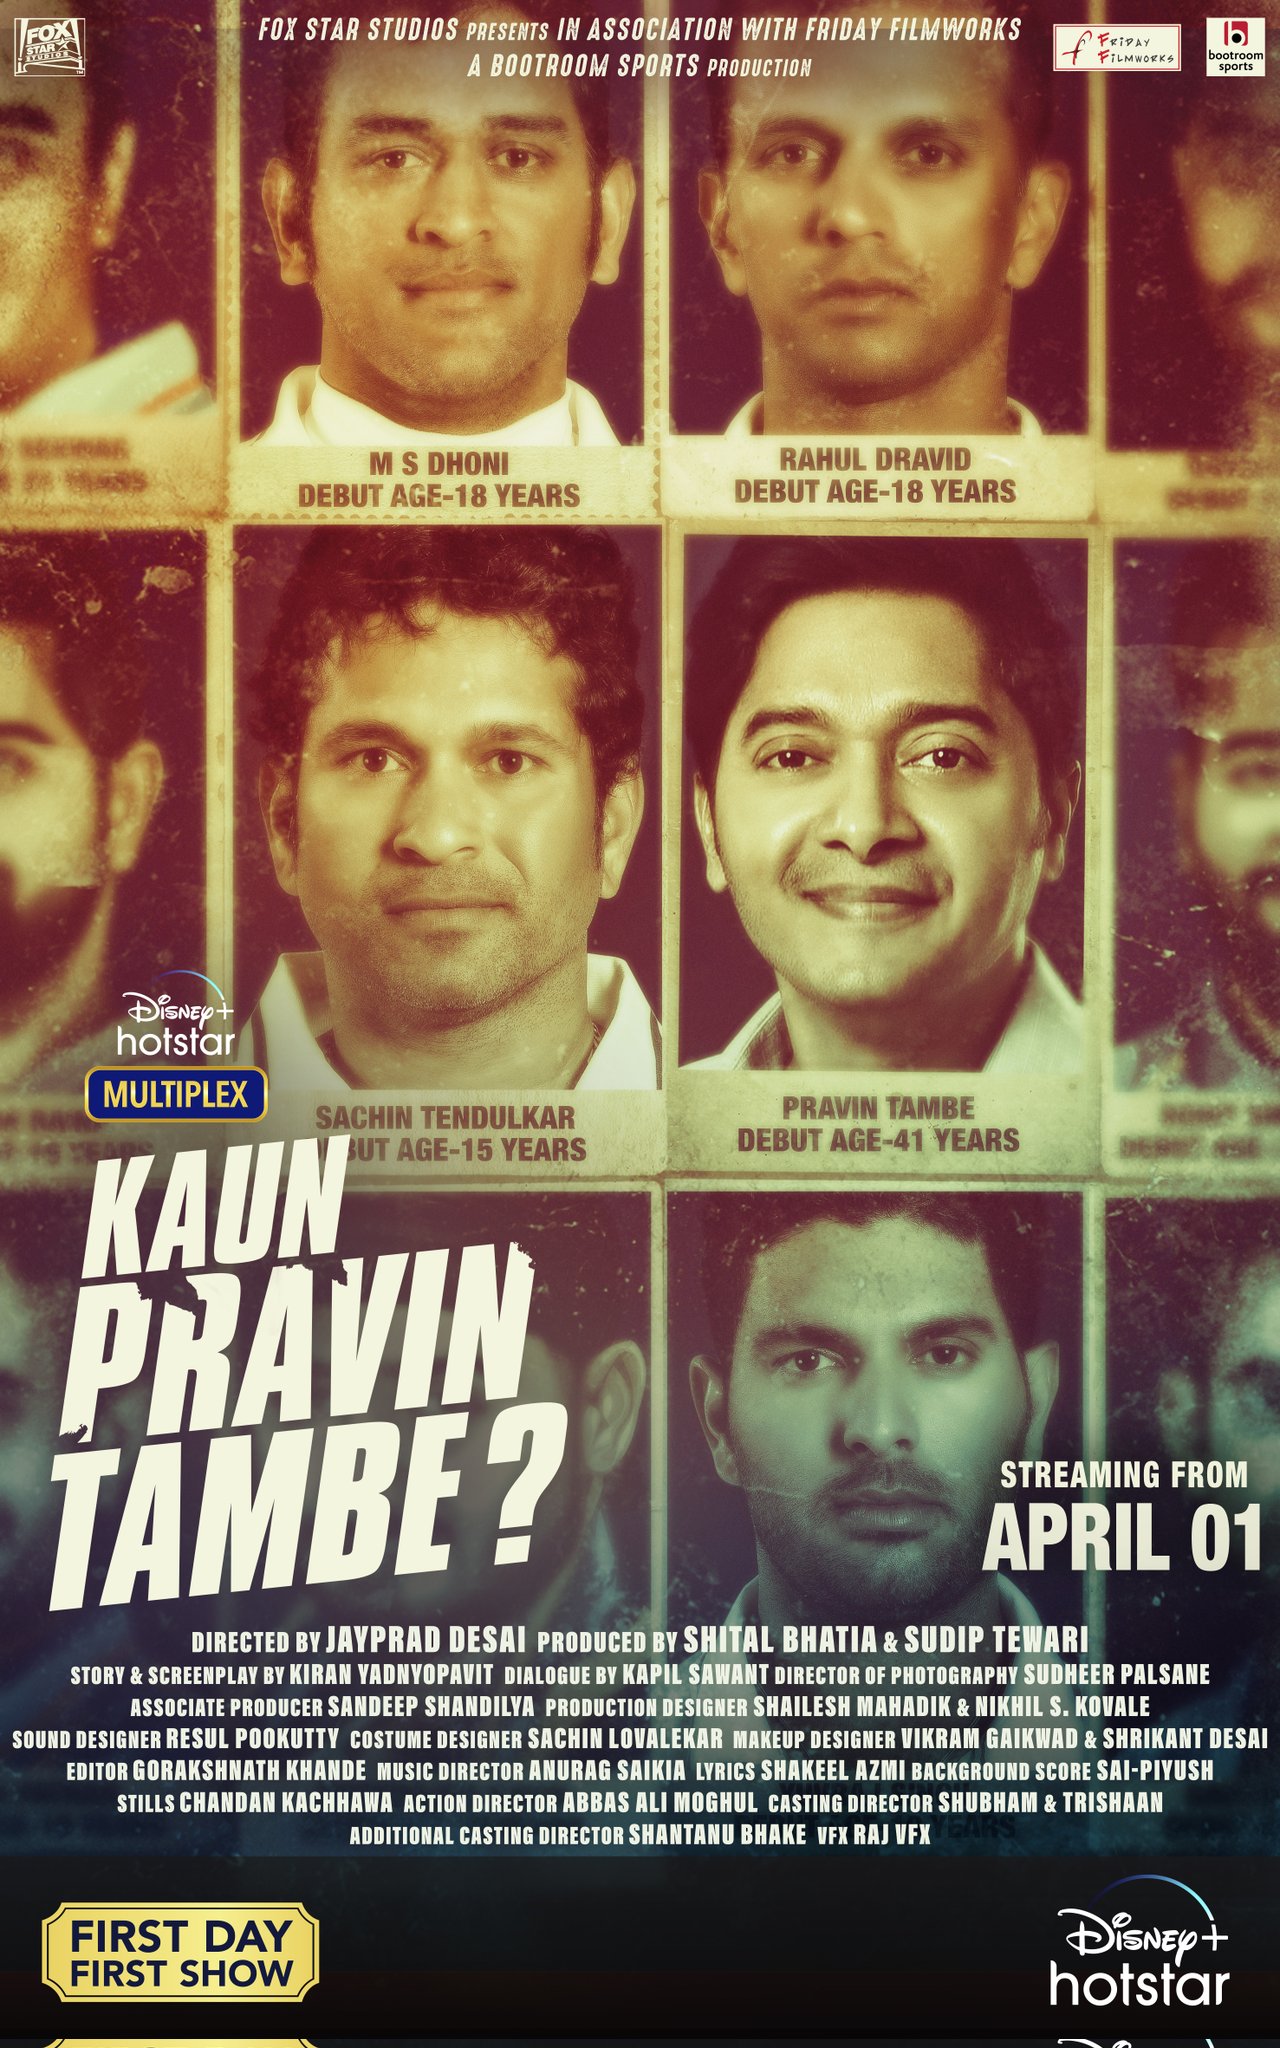 FOX STAR STUDIOS
FOX STAR STUDIOS PRESENTS IN ASSOCIATION WITH FRIDAY FILMWORKS
A BOOTROOM SPORTS PRODUCTION
FRIDAY FILMWORKS
bootroom sports
M S DHONI
DEBUT AGE-18 YEARS
RAHUL DRAVID
DEBUT AGE-18 YEARS
SACHIN TENDULKAR
BUT AGE-15 YEARS
PRAVIN TAMBE
DEBUT AGE-41 YEARS
Disney+
hotstar
MULTIPLEX
KAUN
PRAVIN
TAMBE?
STREAMING FROM
APRIL 01
DIRECTED BY JAYPRAD DESAI PRODUCED BY SHITAL BHATIA & SUDIP TEWARI
STORY & SCREENPLAY BY KIRAN YADNYOPAVIT DIALOGUE BY KAPIL SAWANT DIRECTOR OF PHOTOGRAPHY SUDHEER PALSANE
ASSOCIATE PRODUCER SANDEEP SHANDILYA PRODUCTION DESIGNER SHAILESH MAHADIK & NIKHIL S. KOVALE
SOUND DESIGNER RESUL POOKUTTY COSTUME DESIGNER SACHIN LOVALEKAR MAKEUP DESIGNER VIKRAM GAIKWAD & SHRIKANT DESAI
EDITOR GORAKSHNATH KHANDE MUSIC DIRECTOR ANURAG SAIKIA LYRICS SHAKEEL AZMI BACKGROUND SCORE SAI-PIYUSH
STILLS CHANDAN KACHHAWA ACTION DIRECTOR ABBAS ALI MOGHUL CASTING DIRECTOR SHUBHAM & TRISHAAN
ADDITIONAL CASTING DIRECTOR SHANTANU BHAKE VFX RAJ VFX
FIRST DAY
FIRST SHOW
Disney+
hotstar